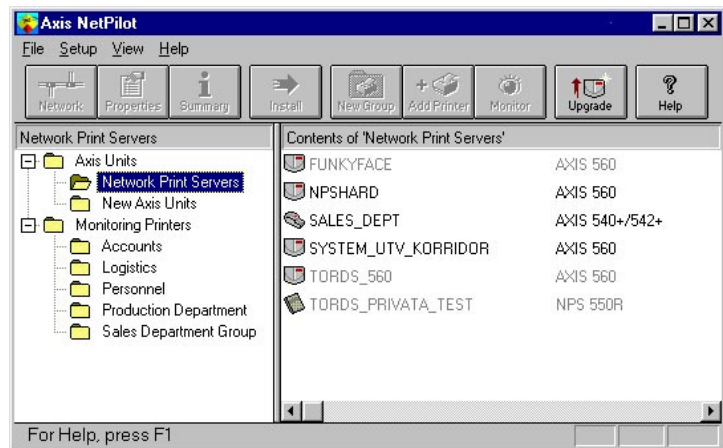 Axis NetPilot
File Setup View Help
Network Properties Summary Install New Group Add Printer Monitor Upgrade Help
Network Print Servers
Contents of 'Network Print Servers'
Axis Units
Network Print Servers
New Axis Units
Monitoring Printers
Accounts
Logistics
Personnel
Production Department
Sales Department Group
FUNKYFACE AXIS 560
NPSHARD AXIS 560
SALES_DEPT AXIS 540+/542+
SYSTEM_UTV_KORRIDOR AXIS 560
TORDS_560 AXIS 560
TORDS_PRIVATA_TEST NPS 550R
For Help, press F1